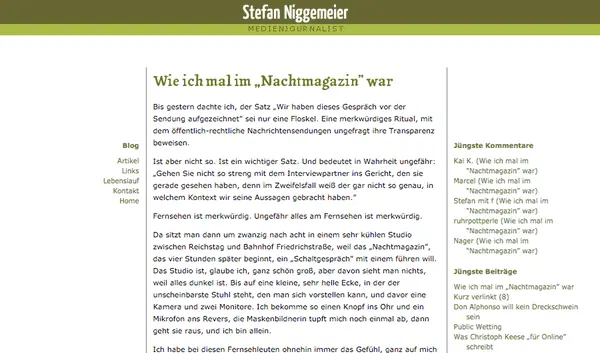 Stefan Niggemeier
MEDIENJOURNALIST
Blog
Artikel
Links
Lebenslauf
Kontakt
Home
Wie ich mal im „Nachtmagazin” war
Bis gestern dachte ich, der Satz „Wir haben dieses Gespräch vor der
Sendung aufgezeichnet” sei nur eine Floskel. Eine merkwürdiges Ritual, mit
dem öffentlich-rechtliche Nachrichtensendungen ungefragt ihre Transparenz
beweisen.
Ist aber nicht so. Ist ein wichtiger Satz. Und bedeutet in Wahrheit ungefähr:
„Gehen Sie nicht so streng mit dem Interviewpartner ins Gericht, den sie
gerade gesehen haben, denn im Zweifelsfall weiß der gar nicht so genau, in
welchem Kontext wir seine Aussagen gebracht haben.”
Fernsehen ist merkwürdig. Ungefähr alles am Fernsehen ist merkwürdig.
Da sitzt man dann um zwanzig nach acht in einem sehr kühlen Studio
zwischen Reichstag und Bahnhof Friedrichstraße, weil das „Nachtmagazin”,
das vier Stunden später beginnt, ein „Schaltgespräch” mit einem führen will.
Das Studio ist, glaube ich, ganz schön groß, aber davon sieht man nichts,
weil alles dunkel ist. Bis auf eine kleine, sehr helle Ecke, in der der
unscheinbarste Stuhl steht, den man sich vorstellen kann, und davor eine
Kamera und zwei Monitore. Ich bekomme so einen Knopf ins Ohr und ein
Mikrofon ans Revers, die Maskenbildnerin tupft mich noch einmal ab, dann
geht sie raus, und ich bin allein.
Ich habe bei diesen Fernsehleuten ohnehin immer das Gefühl, ganz auf mich
Jüngste Kommentare
Kai K. (Wie ich mal im
"Nachtmagazin" war)
Marcel (Wie ich mal im
"Nachtmagazin" war)
Stefan mit f (Wie ich mal im
"Nachtmagazin" war)
ruhrpottperle (Wie ich mal im
"Nachtmagazin" war)
Nager (Wie ich mal im
"Nachtmagazin" war)
Jüngste Beiträge
Wie ich mal im „Nachtmagazin” war
Kurz verlinkt (8)
Don Alphonso will kein Dreckschwein
sein
Public Wetting
Was Christoph Keese „für Online”
schreibt